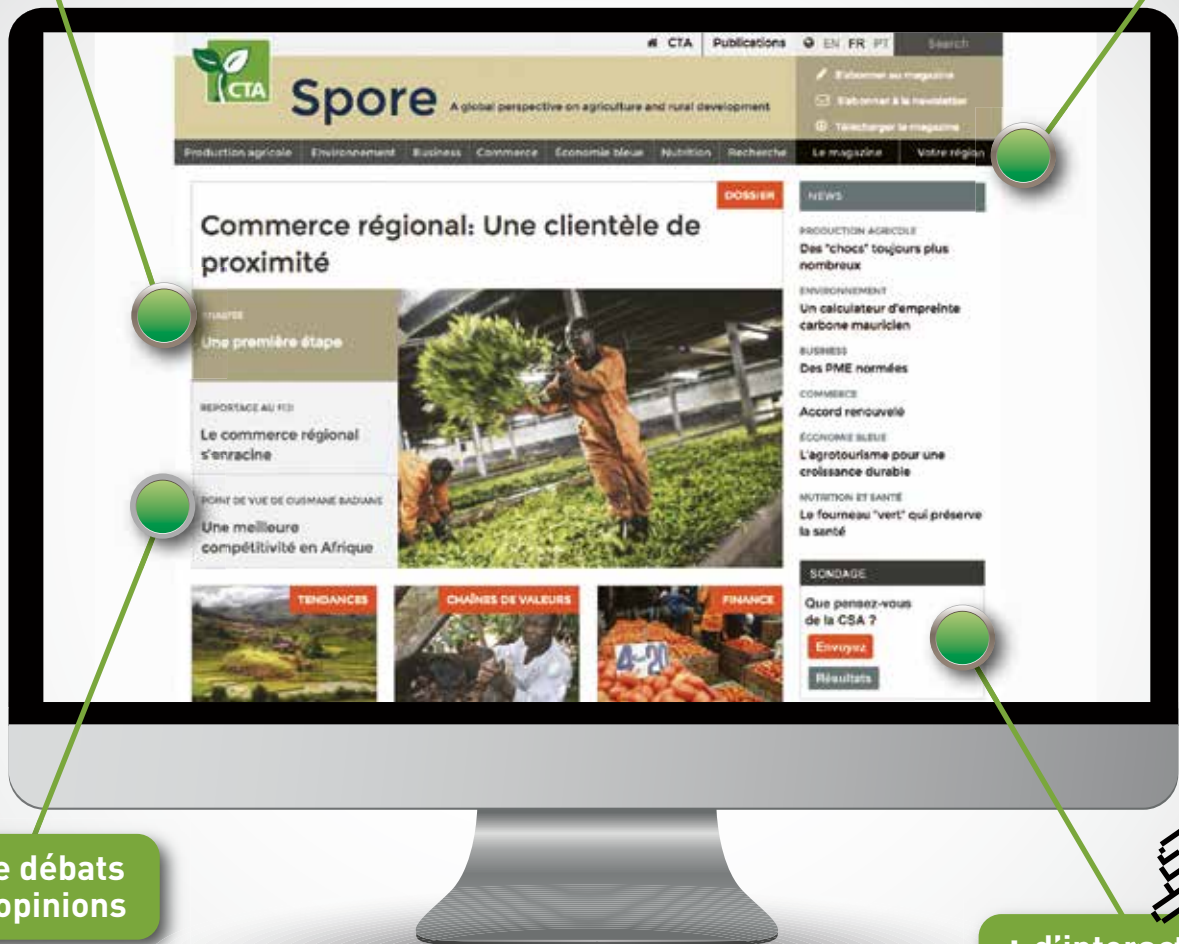 CTA Publications EN FR PT Search
CTA
Spore A global perspective on agriculture and rural development
S'abonner au magazine
S'abonner à la newsletter
Télécharger le magazine
Production agricole Environnement Business Commerce Économie bleue Nutrition Recherche Le magazine Votre région
DOSSIER
Commerce régional: Une clientèle de
proximité
Une première étape
REPORTAGE AU
Le commerce régional
s'enracine
POINT DE VUE DE OUSMANE BADIANE
Une meilleure
compétitivité en Afrique
TENDANCES
CHAÎNES DE VALEURS
FINANCE
4-20
NEWS
PRODUCTION AGRICOLE
Des "chocs" toujours plus
nombreux
ENVIRONNEMENT
Un calculateur d'empreinte
carbone mauricien
BUSINESS
Des PME normées
COMMERCE
Accord renouvelé
ÉCONOMIE BLEUE
L'agrotourisme pour une
croissance durable
NUTRITION ET SANTÉ
Le fourneau "vert" qui préserve
la santé
SONDAGE
Que pensez-vous
de la CSA ?
Envoyez
Résultats
débats
opinions